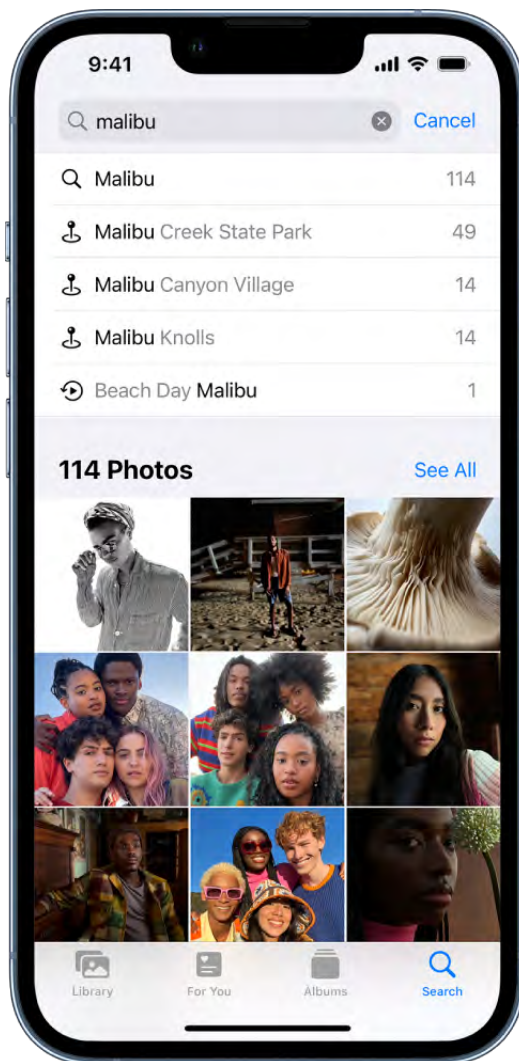 9:41
malibu Cancel
Malibu 114
Malibu Creek State Park 49
Malibu Canyon Village 14
Malibu Knolls 14
Beach Day Malibu 1
114 Photos See All
Library For You Albums Search